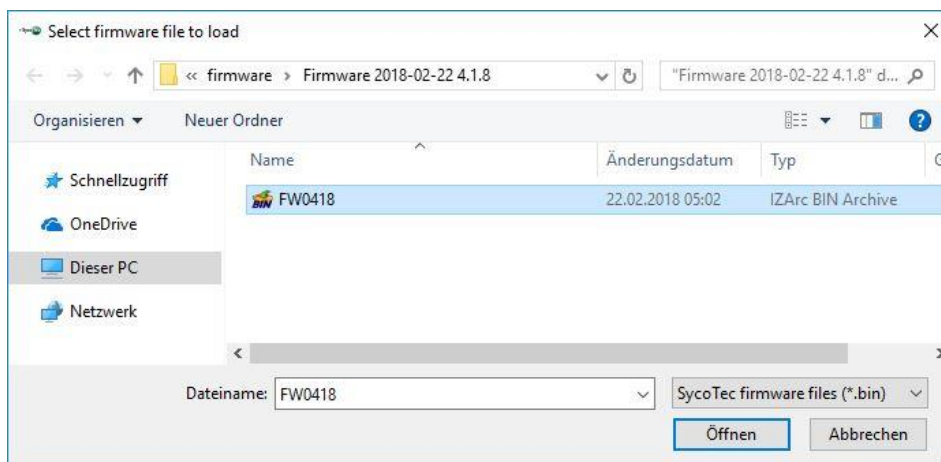 Select firmware file to load
« firmware › Firmware 2018-02-22 4.1.8 "Firmware 2018-02-22 4.1.8" d...
Organisieren Neuer Ordner
Name Änderungsdatum Typ G
Schnellzugriff
BIN FW0418 22.02.2018 05:02 IZArc BIN Archive
OneDrive
Dieser PC
Netzwerk
Dateiname: FW0418 SycoTec firmware files (*.bin)
Öffnen Abbrechen